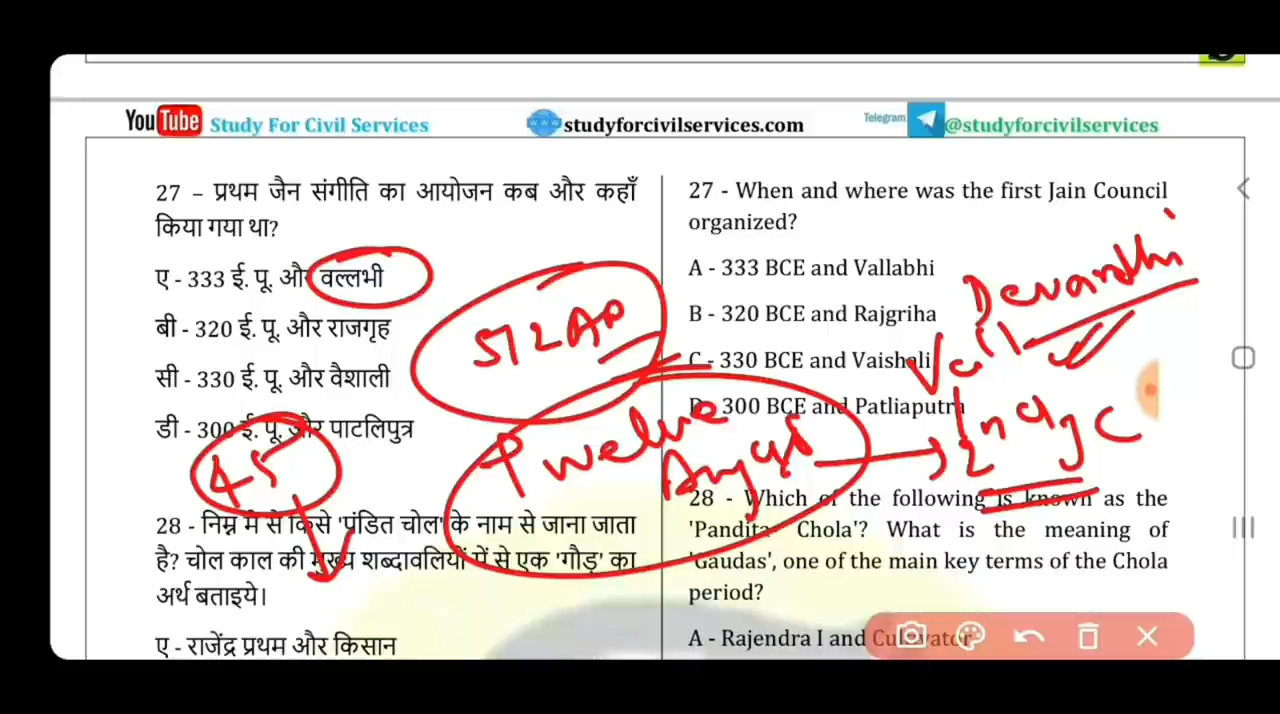 YouTube Study For Civil Services
studyforcivilservices.com
Telegram @studyforcivilservices
27 – प्रथम जैन संगीति का आयोजन कब और कहाँ
किया गया था?
ए - 333 ई. पू. और वल्लभी
बी - 320 ई. पू. और राजगृह
सी - 330 ई. पू. और वैशाली
डी - 300 ई. पू. और पाटलिपुत्र
28 - निम्न में से किसे 'पंडित चोल' के नाम से जाना जाता
है? चोल काल की मुख्य शब्दावलियों में से एक 'गौड़' का
अर्थ बताइये।
ए - राजेंद्र प्रथम और किसान
27 - When and where was the first Jain Council
organized?
A - 333 BCE and Vallabhi
B - 320 BCE and Rajgriha
C - 330 BCE and Vaishali
D - 300 BCE and Patliaputra
28 - Which of the following is known as the
'Pandita Chola'? What is the meaning of
'Gaudas', one of the main key terms of the Chola
period?
A - Rajendra I and Cultivator
512 AD
Devardhi
Vall
Twelve
Angas
2nd J C
45